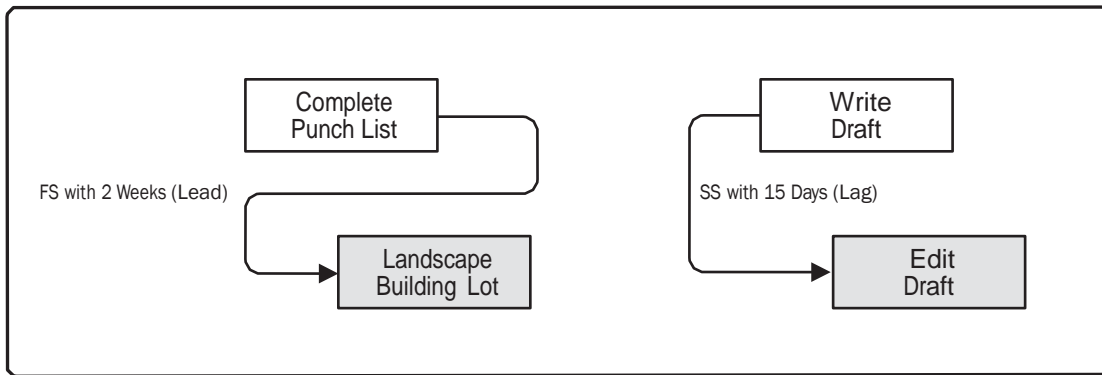 Complete
Punch List
FS with 2 Weeks (Lead)
Landscape
Building Lot
Write
Draft
SS with 15 Days (Lag)
Edit
Draft